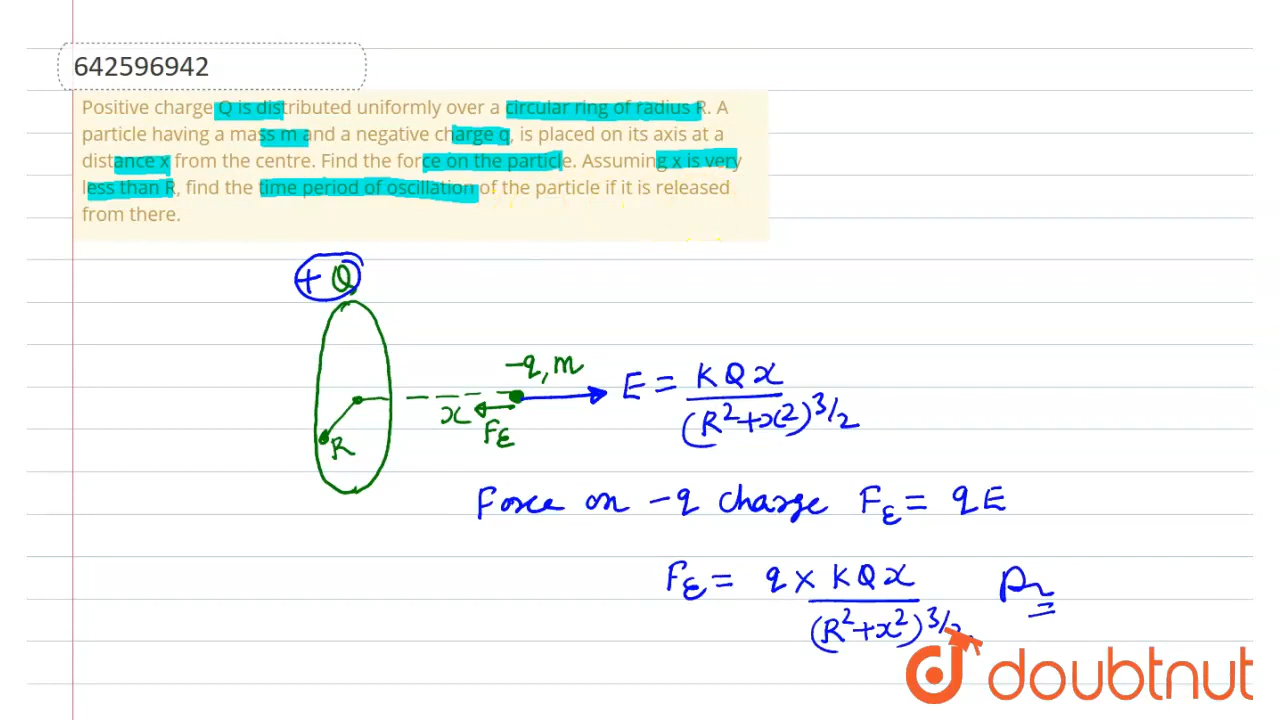 642596942
Positive charge Q is distributed uniformly over a circular ring of radius R. A
particle having a mass m and a negative charge q, is placed on its axis at a
distance x from the centre. Find the force on the particle. Assuming x is very
less than R, find the time period of oscillation of the particle if it is released
from there.
+ Q
-q, m
x
F_E
R
E = KQx / (R²+x²)^3/2
Force on -q charge F_E = qE
F_E = q × KQx / (R²+x²)^3/2
doubtnut